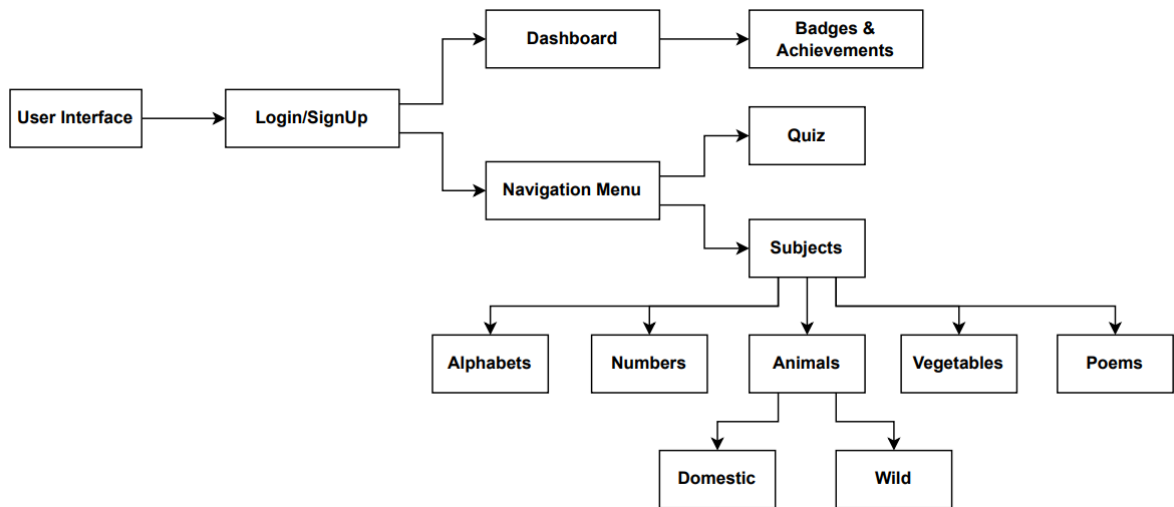 Dashboard
Badges &
Achievements
User Interface
Login/SignUp
Quiz
Navigation Menu
Subjects
Alphabets
Numbers
Animals
Vegetables
Poems
Domestic
Wild